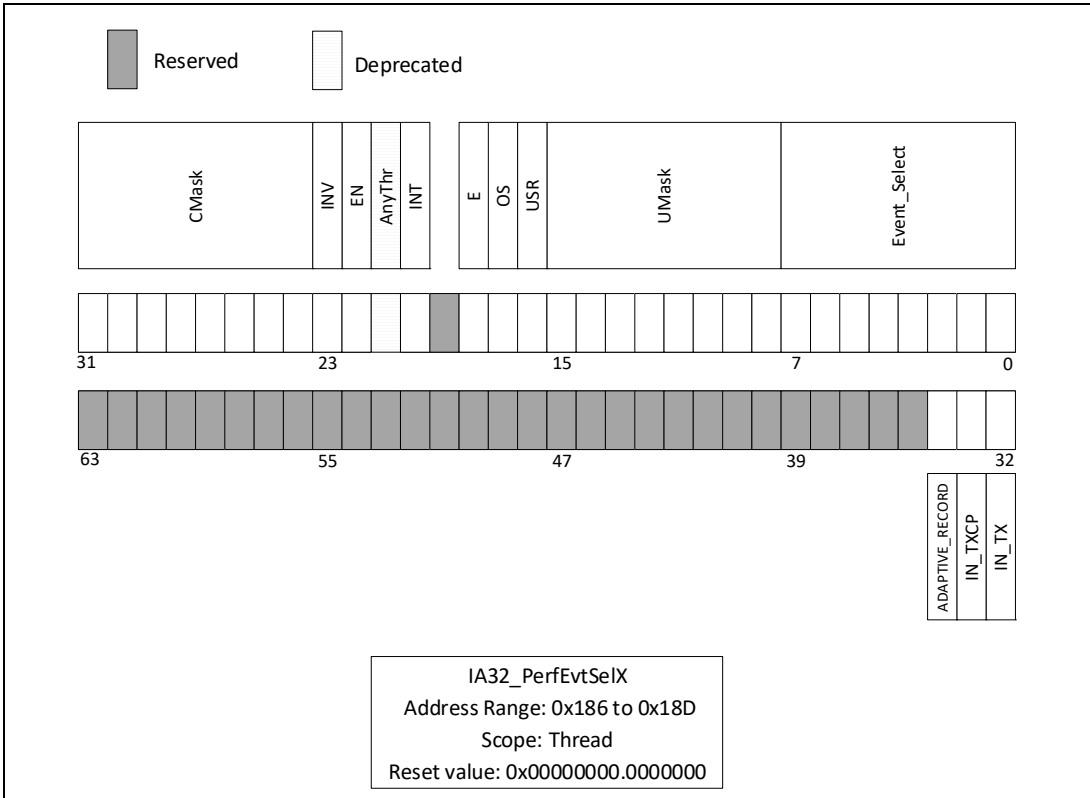 Reserved
Deprecated
CMask
INV
EN
AnyThr
INT
E
OS
USR
UMask
Event_Select
31 23 15 7 0
63 55 47 39 32
ADAPTIVE_RECORD
IN_TXCP
IN_TX
IA32_PerfEvtSelX
Address Range: 0x186 to 0x18D
Scope: Thread
Reset value: 0x00000000.0000000